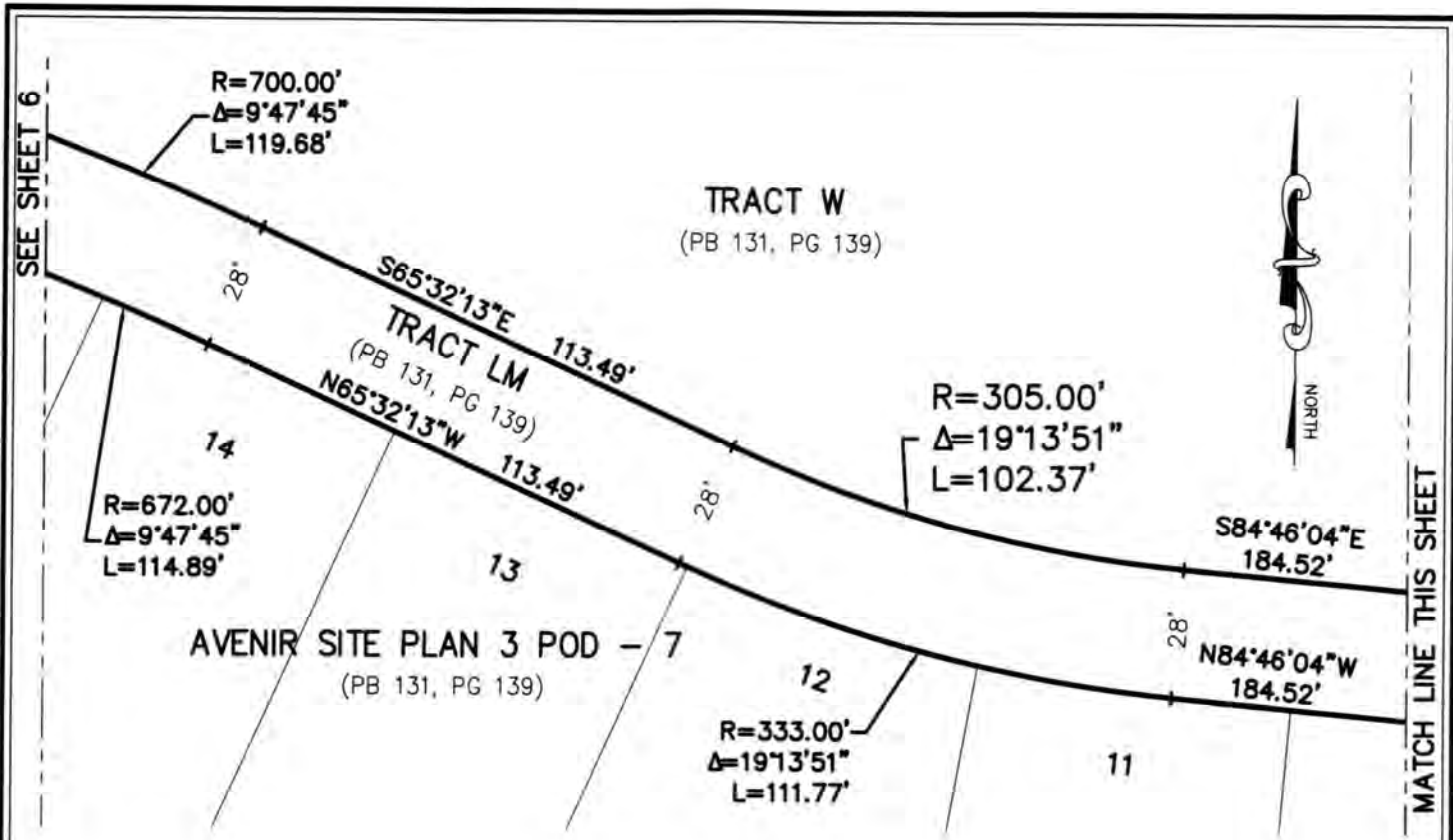 SEE SHEET 6
R=700.00'
Δ=9°47'45"
L=119.68'
TRACT W
(PB 131, PG 139)
NORTH
28'
S65°32'13"E 113.49'
TRACT LM
(PB 131, PG 139)
N65°32'13"W 113.49'
28'
R=305.00'
Δ=19°13'51"
L=102.37'
S84°46'04"E
184.52'
28'
N84°46'04"W
184.52'
MATCH LINE THIS SHEET
14
R=672.00'
Δ=9°47'45"
L=114.89'
13
AVENIR SITE PLAN 3 POD - 7
(PB 131, PG 139)
12
R=333.00'
Δ=19°13'51"
L=111.77'
11